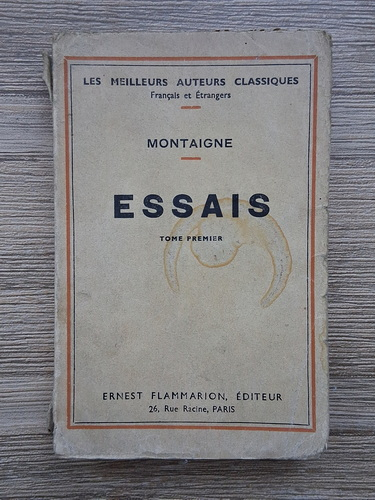 LES MEILLEURS AUTEURS CLASSIQUES
Français et Étrangers
MONTAIGNE
ESSAIS
TOME PREMIER
ERNEST FLAMMARION, ÉDITEUR
26, Rue Racine, PARIS